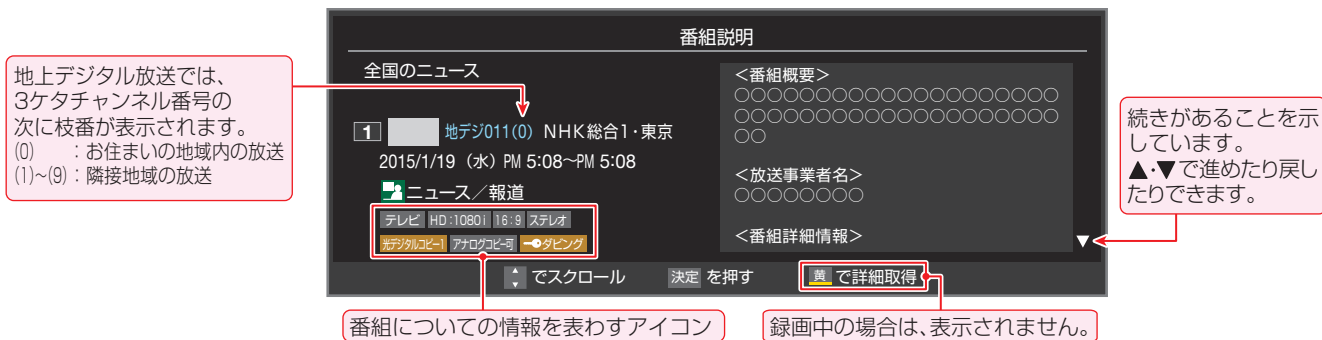 番組説明
地上デジタル放送では、
3ケタチャンネル番号の
次に枝番が表示されます。
(0) :お住まいの地域内の放送
(1)~(9):隣接地域の放送
全国のニュース
1 地デジ011(0) NHK総合1・東京
2015/1/19 (水) PM 5:08~PM 5:08
ニュース/報道
テレビ HD:1080i 16:9 ステレオ
光デジタルコピー1 アナログコピー可 ダビング
<番組概要>
○○○○○○○○○○○○○○○○○○○
○○○○○○○○○○○○○○○○○○○
○○
<放送事業者名>
○○○○○○○
<番組詳細情報>
▼
続きがあることを示
しています。
▲・▼で進めたり戻し
たりできます。
でスクロール 決定 を押す 黄 で詳細取得
番組についての情報を表わすアイコン
録画中の場合は、表示されません。